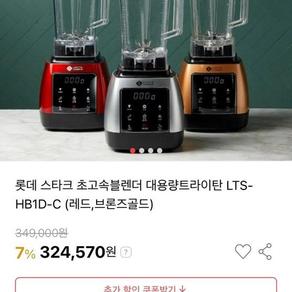 롯데 스타크 초고속블렌더 대용량트라이탄 LTS-
HB1D-C (레드,브론즈골드)
349,000원
7% 324,570원 ?
추가 할인 쿠폰받기 ↓